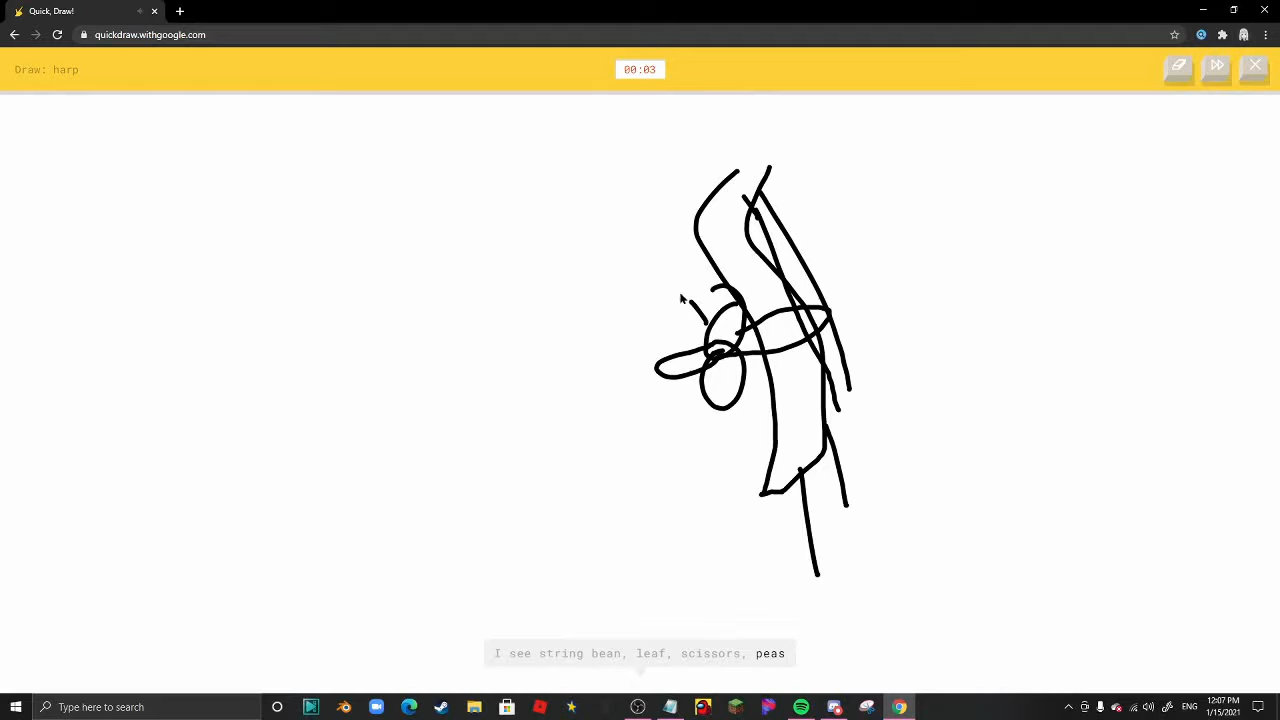 Quick, Draw!
quickdraw.withgoogle.com
Draw: harp
00:03
I see string bean, leaf, scissors, peas
Type here to search
12:07 PM
1/15/2021